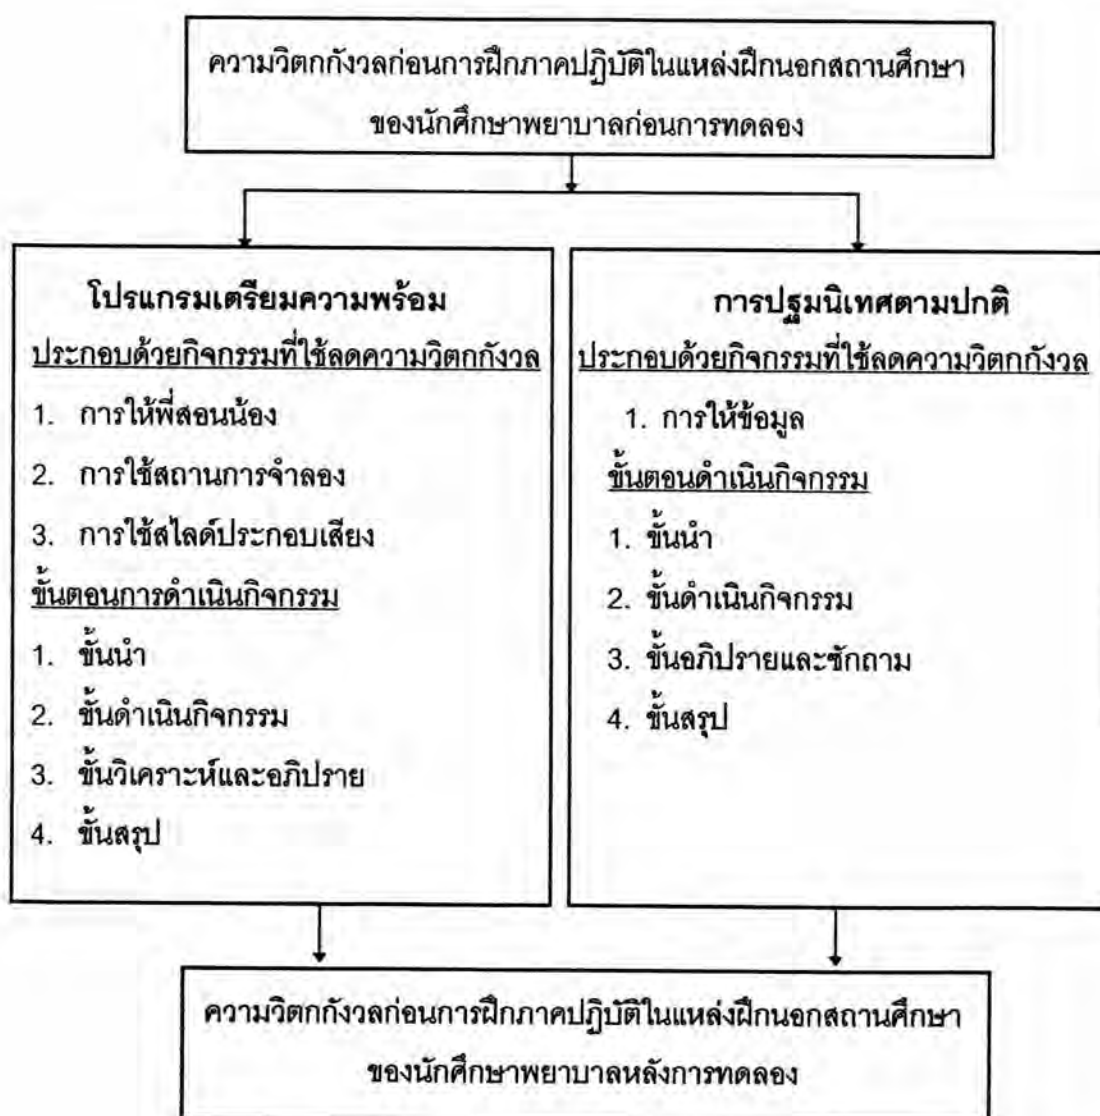 ความวิตกกังวลก่อนการฝึกภาคปฏิบัติในแหล่งฝึกนอกสถานศึกษา
ของนักศึกษาพยาบาลก่อนการทดลอง
โปรแกรมเตรียมความพร้อม
ประกอบด้วยกิจกรรมที่ใช้ลดความวิตกกังวล
1. การให้พี่สอนน้อง
2. การใช้สถานการจำลอง
3. การใช้สไลด์ประกอบเสียง
ขั้นตอนการดำเนินกิจกรรม
1. ขั้นนำ
2. ขั้นดำเนินกิจกรรม
3. ขั้นวิเคราะห์และอภิปราย
4. ขั้นสรุป
การปฐมนิเทศตามปกติ
ประกอบด้วยกิจกรรมที่ใช้ลดความวิตกกังวล
1. การให้ข้อมูล
ขั้นตอนดำเนินกิจกรรม
1. ขั้นนำ
2. ขั้นดำเนินกิจกรรม
3. ขั้นอภิปรายและซักถาม
4. ขั้นสรุป
ความวิตกกังวลก่อนการฝึกภาคปฏิบัติในแหล่งฝึกนอกสถานศึกษา
ของนักศึกษาพยาบาลหลังการทดลอง